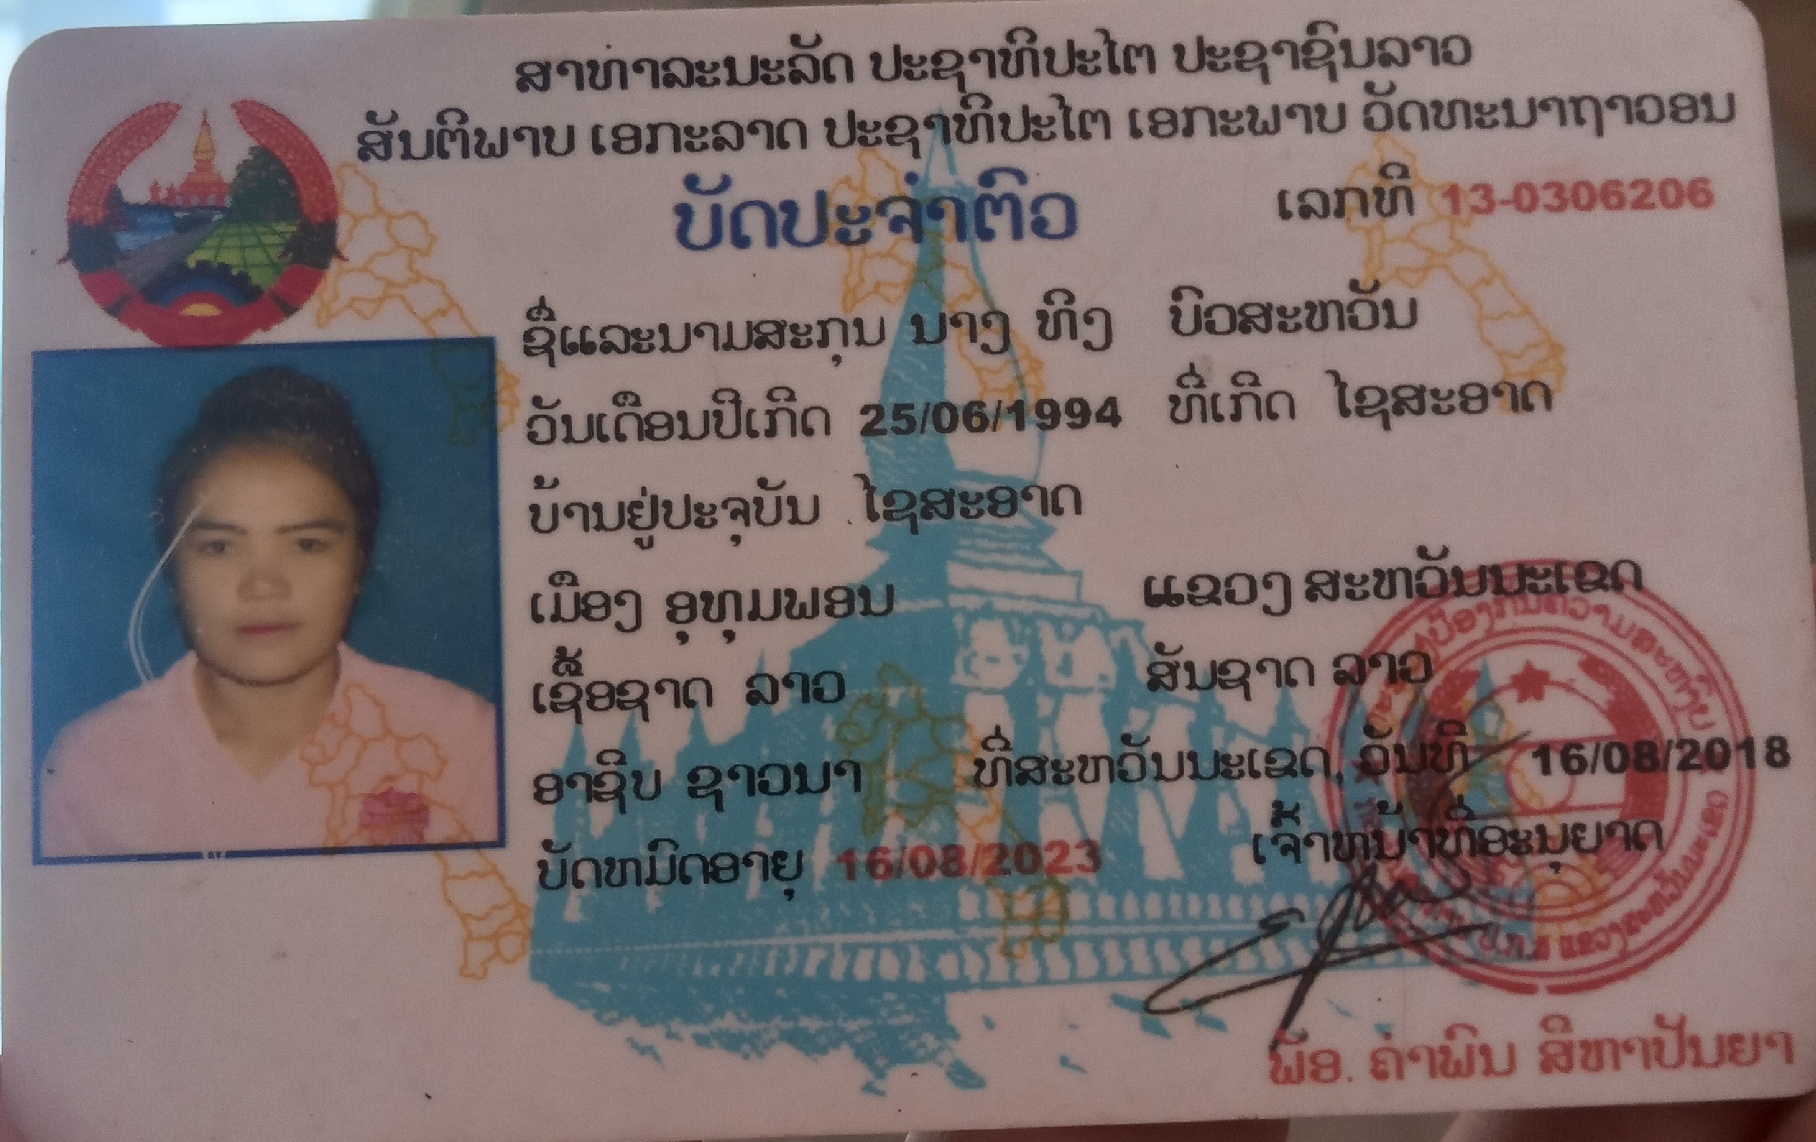 ສາທາລະນະລັດ ປະຊາທິປະໄຕ ປະຊາຊົນລາວ
ສັນຕິພາບ ເອກະລາດ ປະຊາທິປະໄຕ ເອກະພາບ ວັດທະນາຖາວອນ
ບັດປະຈຳຕົວ
ເລກທີ 13-0306206
ຊື່ແລະນາມສະກຸນ ນາງ ທິງ ບົວສະຫວັນ
ວັນເດືອນປີເກີດ 25/06/1994 ທີ່ເກີດ ໄຊສະອາດ
ບ້ານຢູ່ປະຈຸບັນ ໄຊສະອາດ
ເມືອງ ອຸທຸມພອນ ແຂວງ ສະຫວັນນະເຂດ
ເຊື້ອຊາດ ລາວ ສັນຊາດ ລາວ
ອາຊີບ ຊາວນາ ທີ່ສະຫວັນນະເຂດ, ວັນທີ 16/08/2018
ບັດຫມົດອາຍຸ 16/08/2023 ເຈົ້າຫນ້າທີ່ອະນຸຍາດ
ພັອ. ຄຳພົນ ສິຫາປັນຍາ